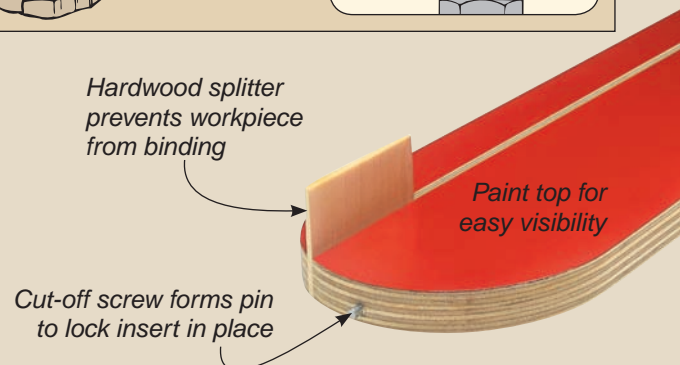 Hardwood splitter
prevents workpiece
from binding
Paint top for
easy visibility
Cut-off screw forms pin
to lock insert in place